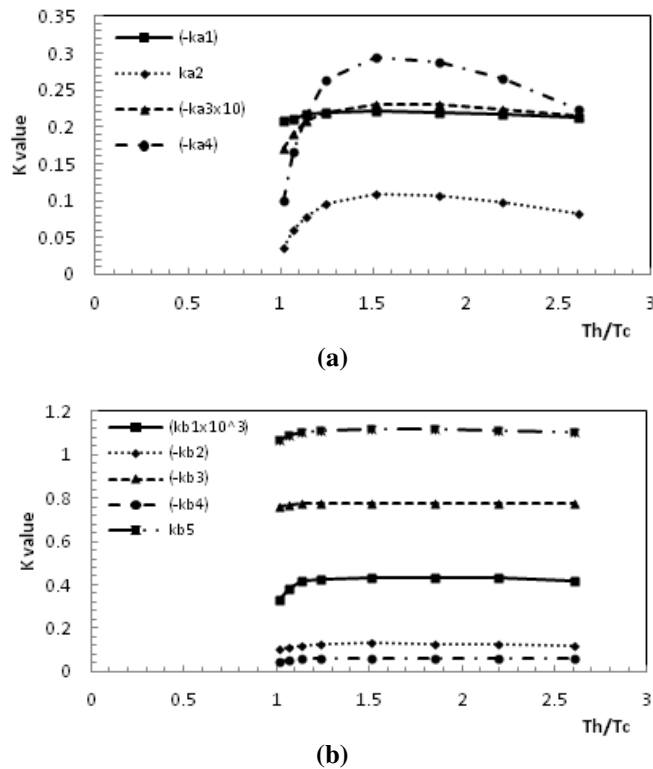 0.35
0.3
0.25
0.2
0.15
0.1
0.05
0
K value
(-ka1)
ka2
(-ka3x10)
(-ka4)
0 0.5 1 1.5 2 2.5 3
Th/Tc
(a)
1.2
1
0.8
0.6
0.4
0.2
0
K value
(kb1x10^3)
(-kb2)
(-kb3)
(-kb4)
kb5
0 0.5 1 1.5 2 2.5 3
Th/Tc
(b)